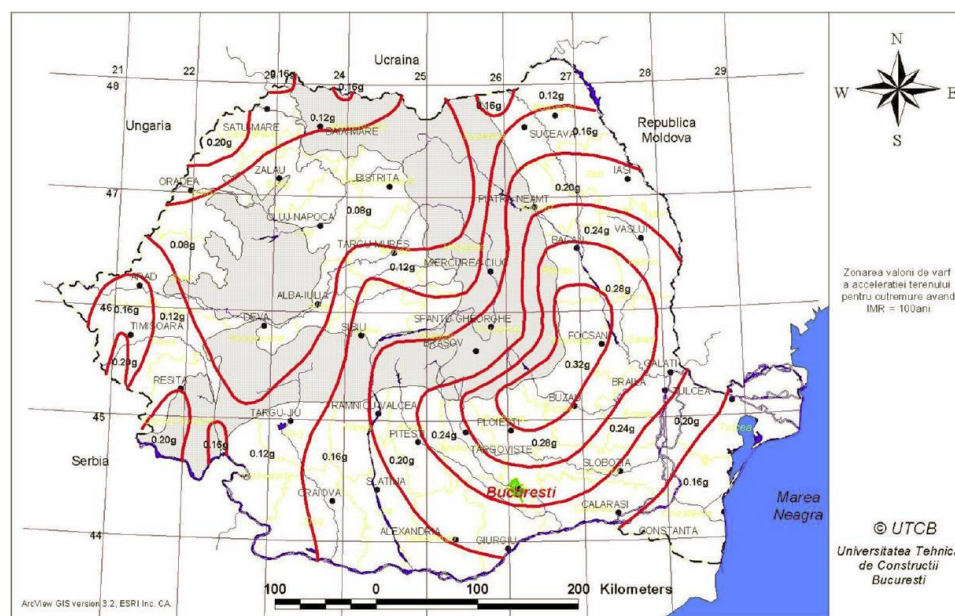 Ucraina
21
22
23
24
25
26
27
28
29
48
0.16g
0.16g
0.16g
0.12g
N
W
E
S
Ungaria
0.12g
SATU-MARE
BAIA-MARE
SUCEAVA
0.16g
Republica
Moldova
0.20g
ORADEA
ZALAU
BISTRITA
IASI
47
0.20g
0.08g
PIATRA-NEAMT
CLUJ-NAPOCA
0.24g
VASLUI
0.08g
TARGU-MURES
BACAU
0.12g
MIERCUREA-CIUC
Zonarea valorii de varf
a acceleratiei terenului
pentru cutremure avand
IMR = 100ani
ARAD
0.28g
ALBA-IULIA
46
0.16g
0.12g
TIMISOARA
DEVA
SIBIU
SFANTU-GHEORGHE
FOCSANI
BRASOV
0.20g
0.32g
GALATI
RESITA
BRAILA
TULCEA
BUZAU
45
TARGU-JIU
RAMNICU-VALCEA
PLOIESTI
0.20g
0.20g
0.16g
PITESTI
0.24g
0.28g
0.24g
0.12g
0.16g
0.20g
TARGOVISTE
SLOBOZIA
0.16g
Serbia
CRAIOVA
SLATINA
Bucuresti
CALARASI
Marea
Neagra
ALEXANDRIA
GIURGIU
CONSTANTA
44
© UTCB
Universitatea Tehnica
de Constructii
Bucuresti
100
0
100
200
Kilometers
ArcView GIS version 3.2, ESRI Inc. CA.